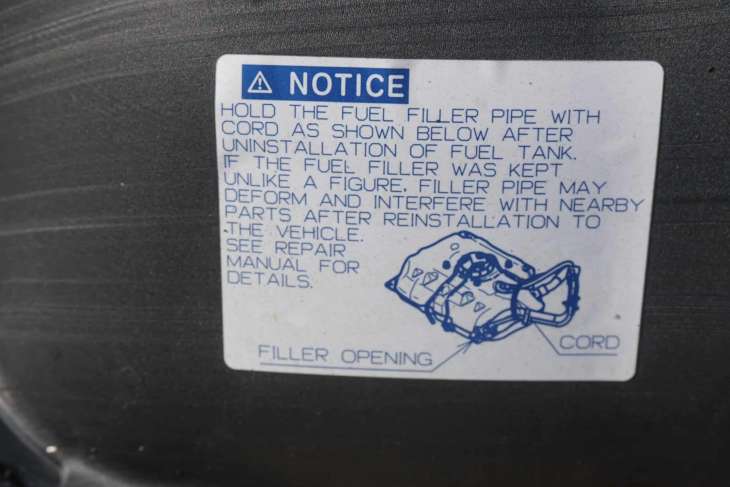 NOTICE
HOLD THE FUEL FILLER PIPE WITH
CORD AS SHOWN BELOW AFTER
UNINSTALLATION OF FUEL TANK.
IF THE FUEL FILLER WAS KEPT
UNLIKE A FIGURE, FILLER PIPE MAY
DEFORM AND INTERFERE WITH NEARBY
PARTS AFTER REINSTALLATION TO
THE VEHICLE.
SEE REPAIR
MANUAL FOR
DETAILS.
FILLER OPENING
CORD